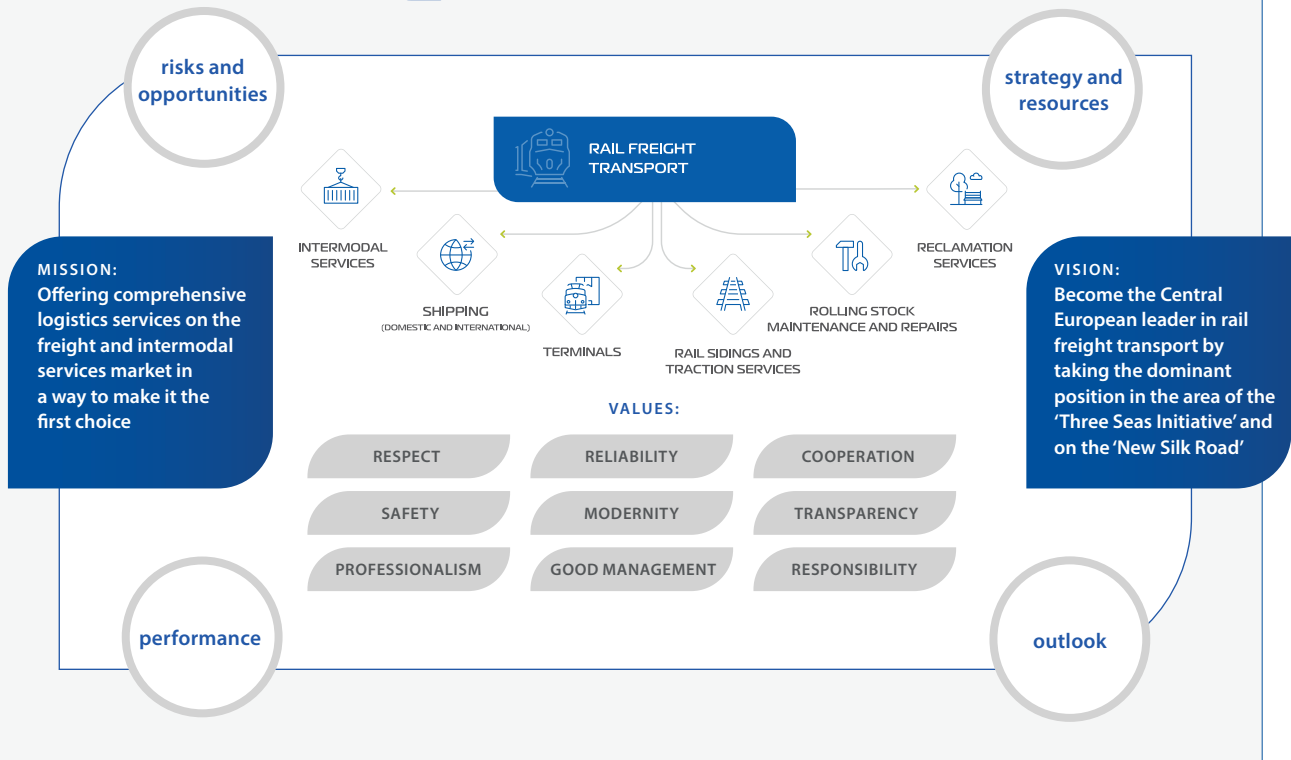 risks and
opportunities
strategy and
resources
RAIL FREIGHT
TRANSPORT
INTERMODAL
SERVICES
SHIPPING
(DOMESTIC AND INTERNATIONAL)
TERMINALS
RAIL SIDINGS AND
TRACTION SERVICES
ROLLING STOCK
MAINTENANCE AND REPAIRS
RECLAMATION
SERVICES
MISSION:
Offering comprehensive
logistics services on the
freight and intermodal
services market in
a way to make it the
first choice
VISION:
Become the Central
European leader in rail
freight transport by
taking the dominant
position in the area of the
‘Three Seas Initiative’ and
on the ‘New Silk Road’
VALUES:
RESPECT
RELIABILITY
COOPERATION
SAFETY
MODERNITY
TRANSPARENCY
PROFESSIONALISM
GOOD MANAGEMENT
RESPONSIBILITY
performance
outlook